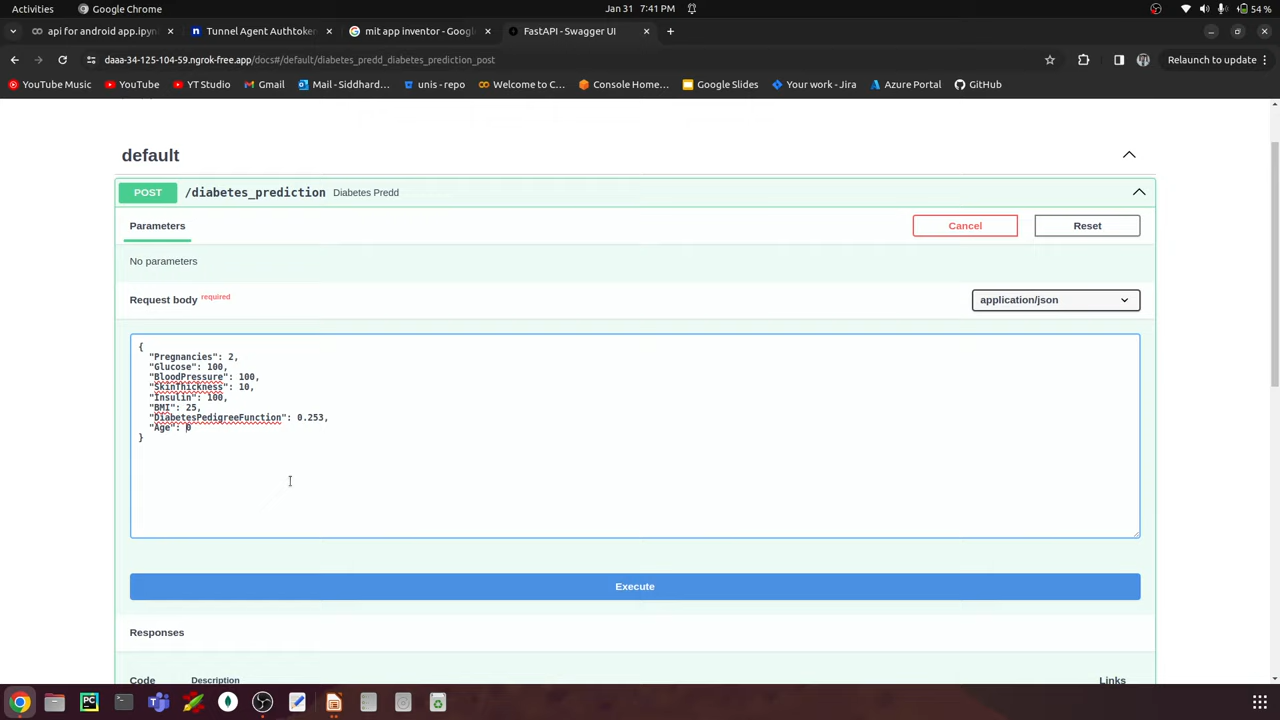 Activities
Google Chrome
Jan 31 7:41 PM
54 %
api for android app.ipyn
Tunnel Agent Authtoken
mit app inventor - Goog
FastAPI - Swagger UI
daaa-34-125-104-59.ngrok-free.app/docs#/default/diabetes_predd_diabetes_prediction_post
Relaunch to update
YouTube Music
YouTube
YT Studio
Gmail
Mail - Siddhard...
unis - repo
Welcome to C...
Console Home...
Google Slides
Your work - Jira
Azure Portal
GitHub
default
POST
/diabetes_prediction Diabetes Predd
Parameters
Cancel
Reset
No parameters
Request body required
application/json
{
"Pregnancies": 2,
"Glucose": 100,
"BloodPressure": 100,
"SkinThickness": 10,
"Insulin": 100,
"BMI": 25,
"DiabetesPedigreeFunction": 0.253,
"Age": 0
}
Execute
Responses
Code
Description
Links
PC